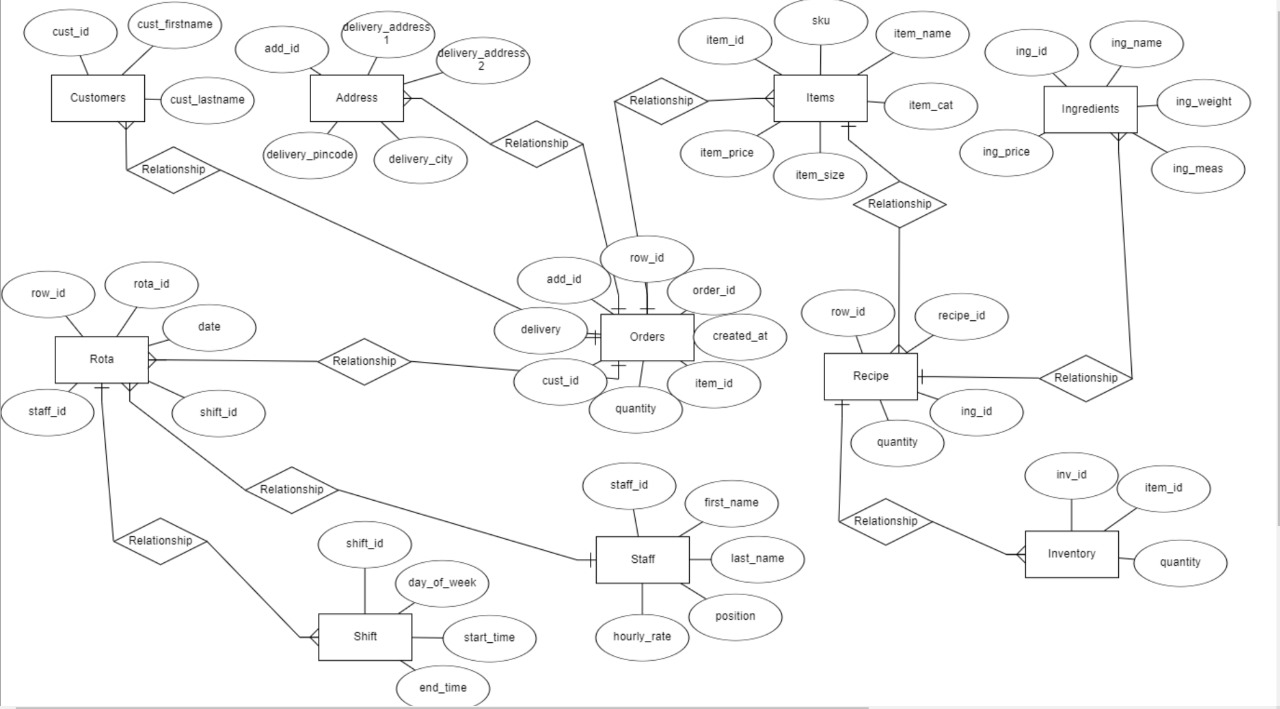 cust_id
cust_firstname
cust_lastname
Customers
Relationship
add_id
delivery_address
1
delivery_address
2
Address
delivery_pincode
delivery_city
Relationship
Relationship
item_id
sku
item_name
Items
item_cat
item_price
item_size
Relationship
ing_id
ing_name
ing_weight
Ingredients
ing_price
ing_meas
row_id
add_id
order_id
delivery
Orders
created_at
cust_id
item_id
quantity
row_id
rota_id
date
Rota
Relationship
staff_id
shift_id
row_id
recipe_id
Recipe
Relationship
ing_id
quantity
Relationship
Relationship
shift_id
day_of_week
Shift
start_time
end_time
staff_id
first_name
Staff
last_name
position
hourly_rate
Relationship
inv_id
item_id
Inventory
quantity